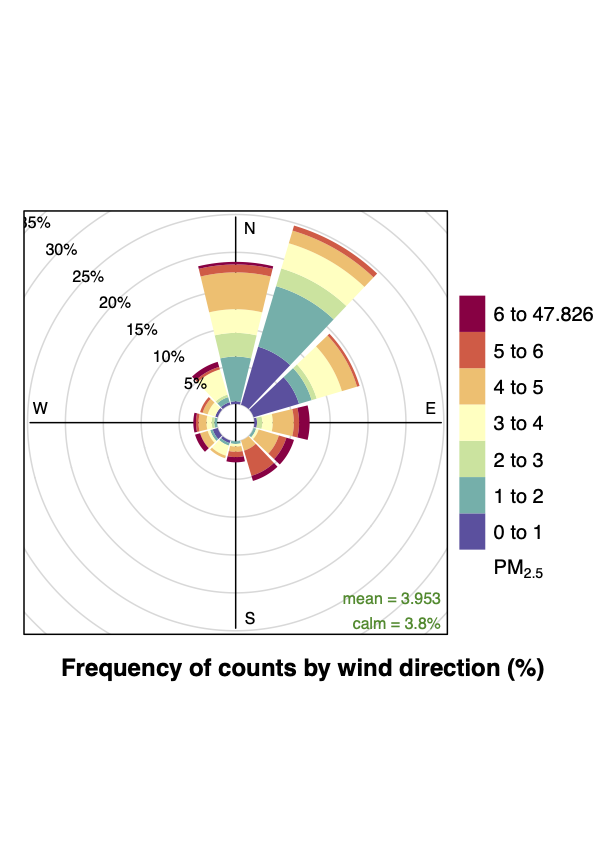 N
35%
30%
25%
20%
15%
10%
5%
W
E
S
mean = 3.953
calm = 3.8%
6 to 47.826
5 to 6
4 to 5
3 to 4
2 to 3
1 to 2
0 to 1
PM2.5
Frequency of counts by wind direction (%)